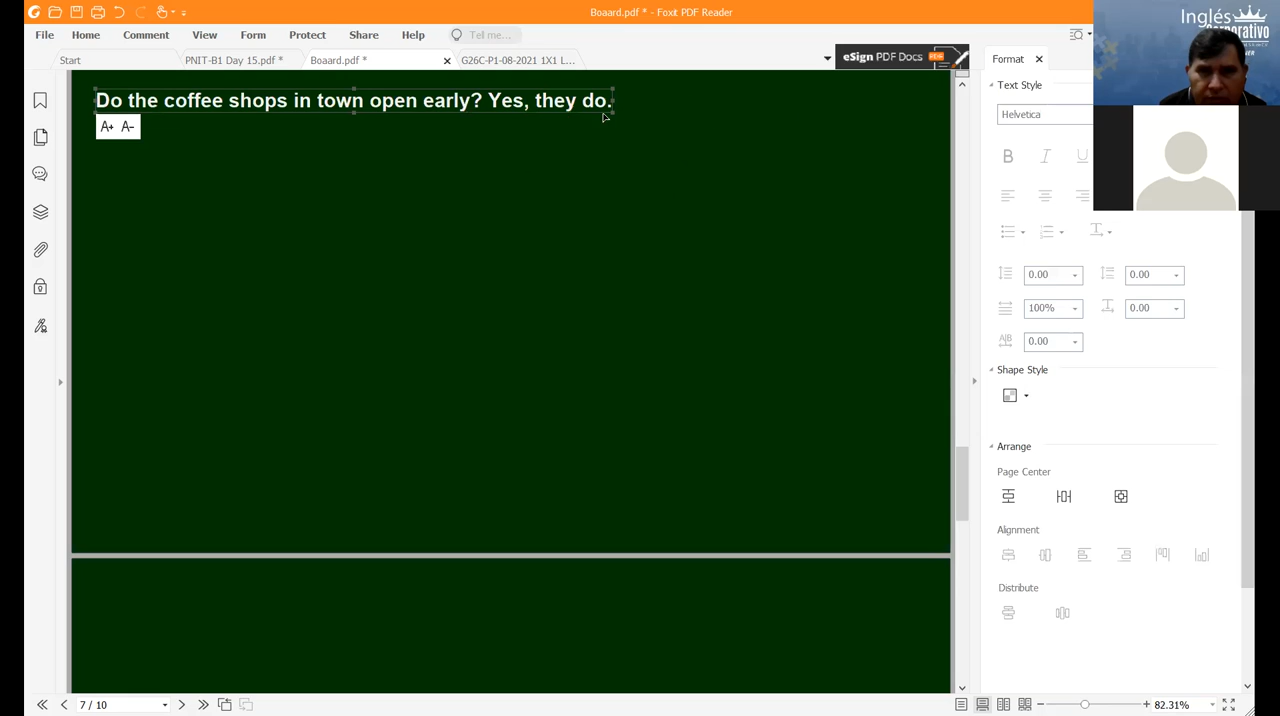 Boaard.pdf * - Foxit PDF Reader
File Home Comment View Form Protect Share Help Tell me...
Start PNIT-B1 Day 15.pdf * Boaard.pdf * G26C-P1-06 2021 1X1 L...
eSign PDF Docs PDF
Do the coffee shops in town open early? Yes, they do.
A+ A-
Inglés
Corporativo
Format
Text Style
Helvetica
B I U
0.00 0.00
100% 0.00
A|B 0.00
Shape Style
Arrange
Page Center
Alignment
Distribute
7 / 10
82.31%